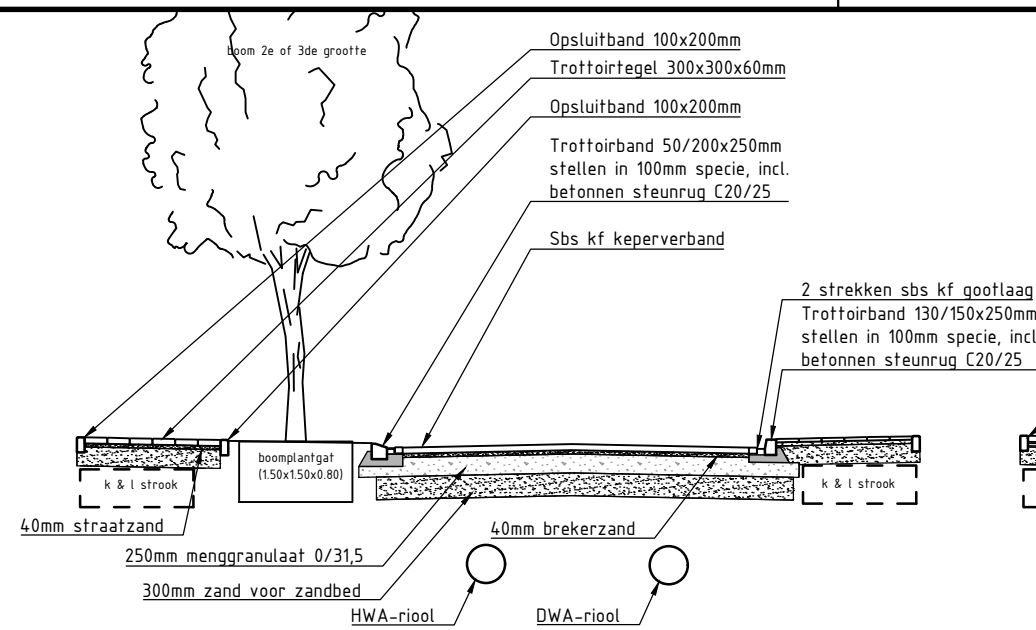 boom 2e of 3de grootte
Opsluitband 100x200mm
Trottoirtegel 300x300x60mm
Opsluitband 100x200mm
Trottoirband 50/200x250mm
stellen in 100mm specie, incl.
betonnen steunrug C20/25
Sbs kf keperverband
2 strekken sbs kf gootlaag
Trottoirband 130/150x250mm
stellen in 100mm specie, incl
betonnen steunrug C20/25
boomplantgat
(1.50x1.50x0.80)
k & l strook
k & l strook
40mm straatzand
40mm brekerzand
250mm menggranulaat 0/31,5
300mm zand voor zandbed
HWA-riool
DWA-riool